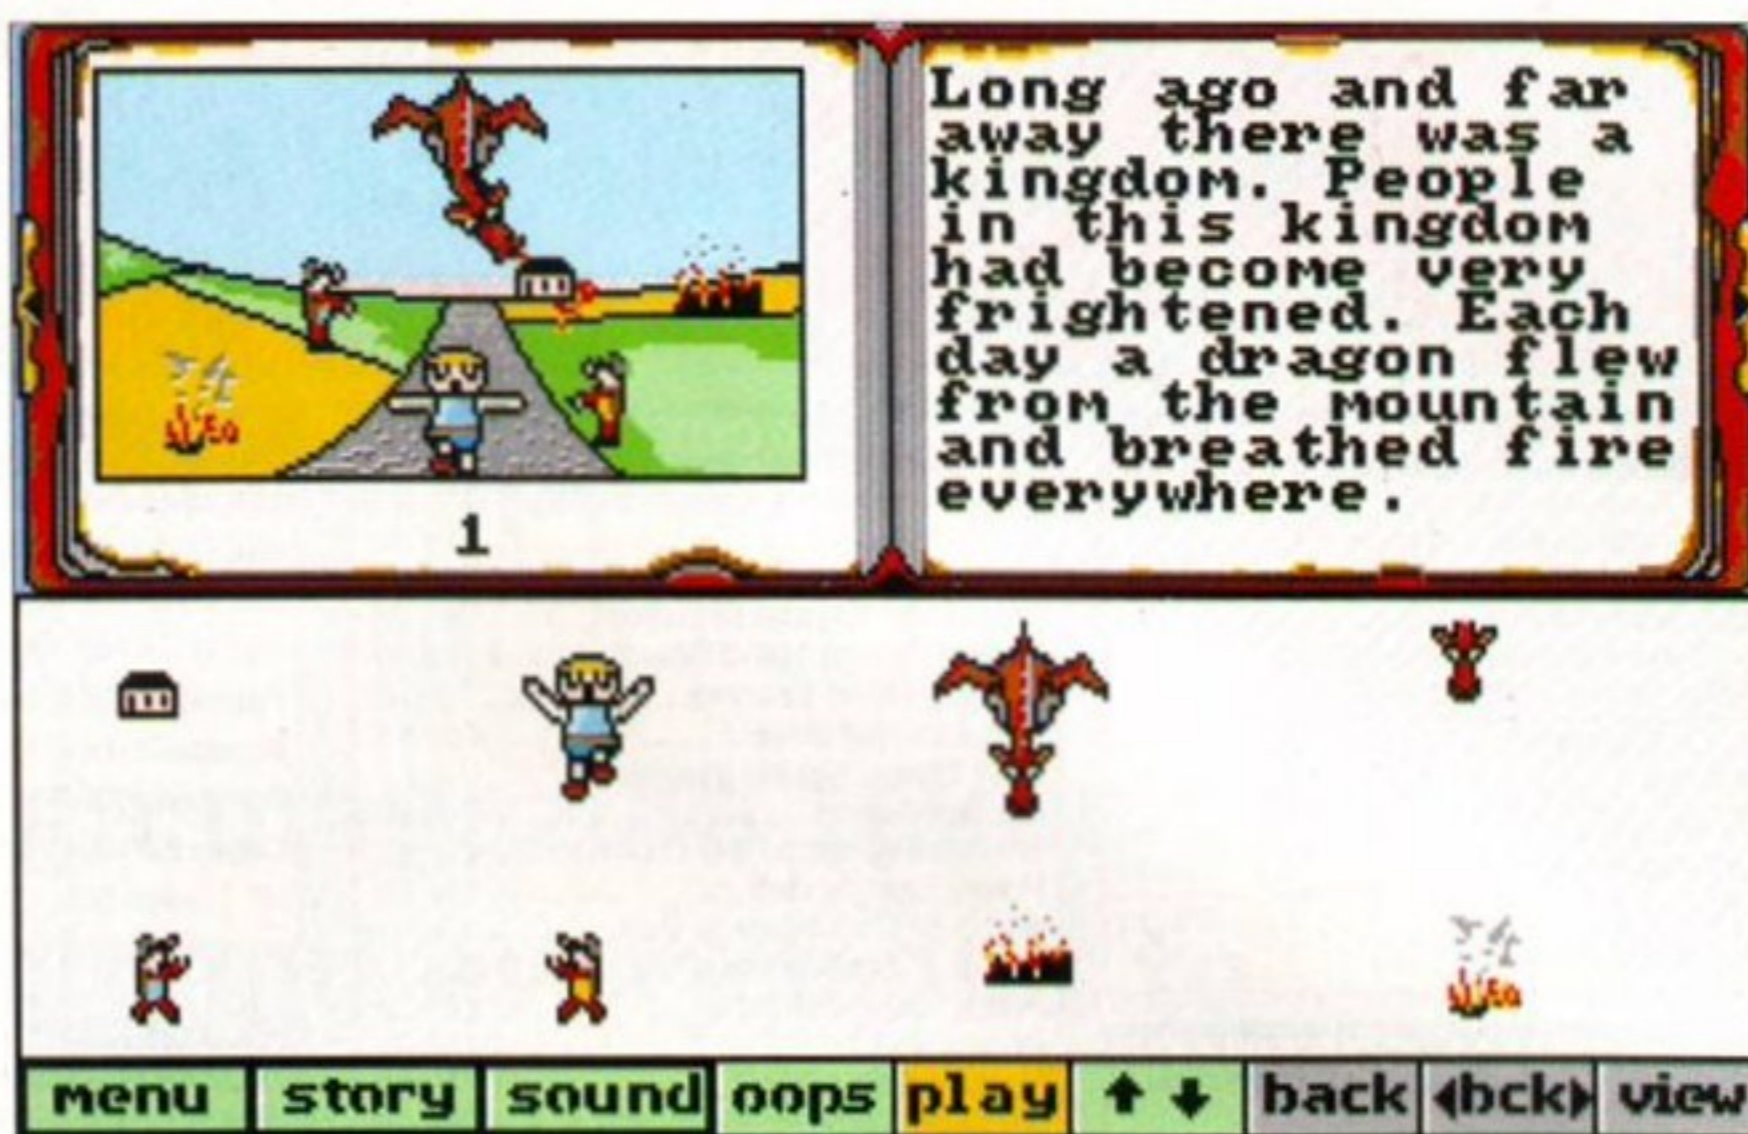 Long ago and far
away there was a
kingdom. People
in this kingdom
had become very
frightened. Each
day a dragon flew
from the mountain
and breathed fire
everywhere.
1
menu story sound oops play ↑ ↓ back ◄bck► view